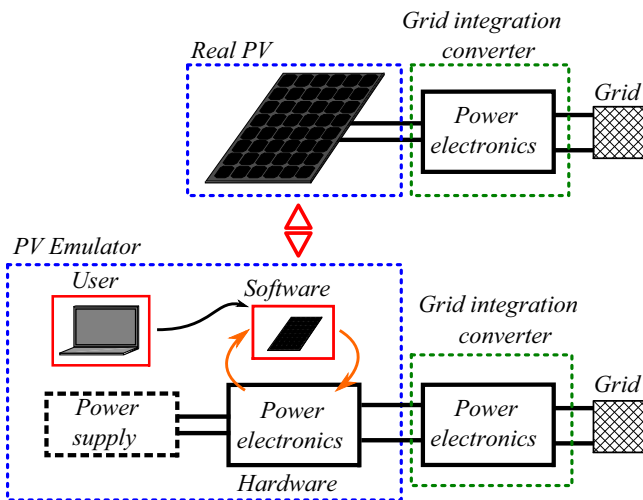 Real PV
Grid integration
converter
Grid
Power
electronics
PV Emulator
User
Software
Grid integration
converter
Grid
Power
supply
Power
electronics
Power
electronics
Hardware